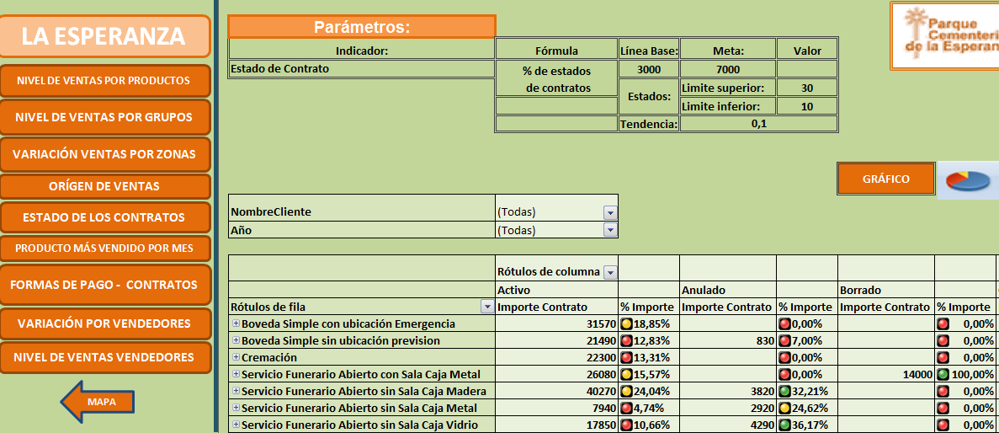 LA ESPERANZA
NIVEL DE VENTAS POR PRODUCTOS
NIVEL DE VENTAS POR GRUPOS
VARIACIÓN VENTAS POR ZONAS
ORÍGEN DE VENTAS
ESTADO DE LOS CONTRATOS
PRODUCTO MÁS VENDIDO POR MES
FORMAS DE PAGO - CONTRATOS
VARIACIÓN POR VENDEDORES
NIVEL DE VENTAS VENDEDORES
MAPA
Parámetros:
Indicador: Fórmula Línea Base: Meta: Valor
Estado de Contrato % de estados 3000 7000
de contratos Estados: Limite superior: 30
Limite inferior: 10
Tendencia: 0,1
Parque
Cementeri
de la Esperan
GRÁFICO
NombreCliente (Todas)
Año (Todas)
Rótulos de columna
Activo Anulado Borrado
Rótulos de fila Importe Contrato % Importe Importe Contrato % Importe Importe Contrato % Importe
Boveda Simple con ubicación Emergencia 31570 18,85% 0,00% 0,00%
Boveda Simple sin ubicación prevision 21490 12,83% 830 7,00% 0,00%
Cremación 22300 13,31% 0,00% 0,00%
Servicio Funerario Abierto con Sala Caja Metal 26080 15,57% 0,00% 14000 100,00%
Servicio Funerario Abierto sin Sala Caja Madera 40270 24,04% 3820 32,21% 0,00%
Servicio Funerario Abierto sin Sala Caja Metal 7940 4,74% 2920 24,62% 0,00%
Servicio Funerario Abierto sin Sala Caja Vidrio 17850 10,66% 4290 36,17% 0,00%